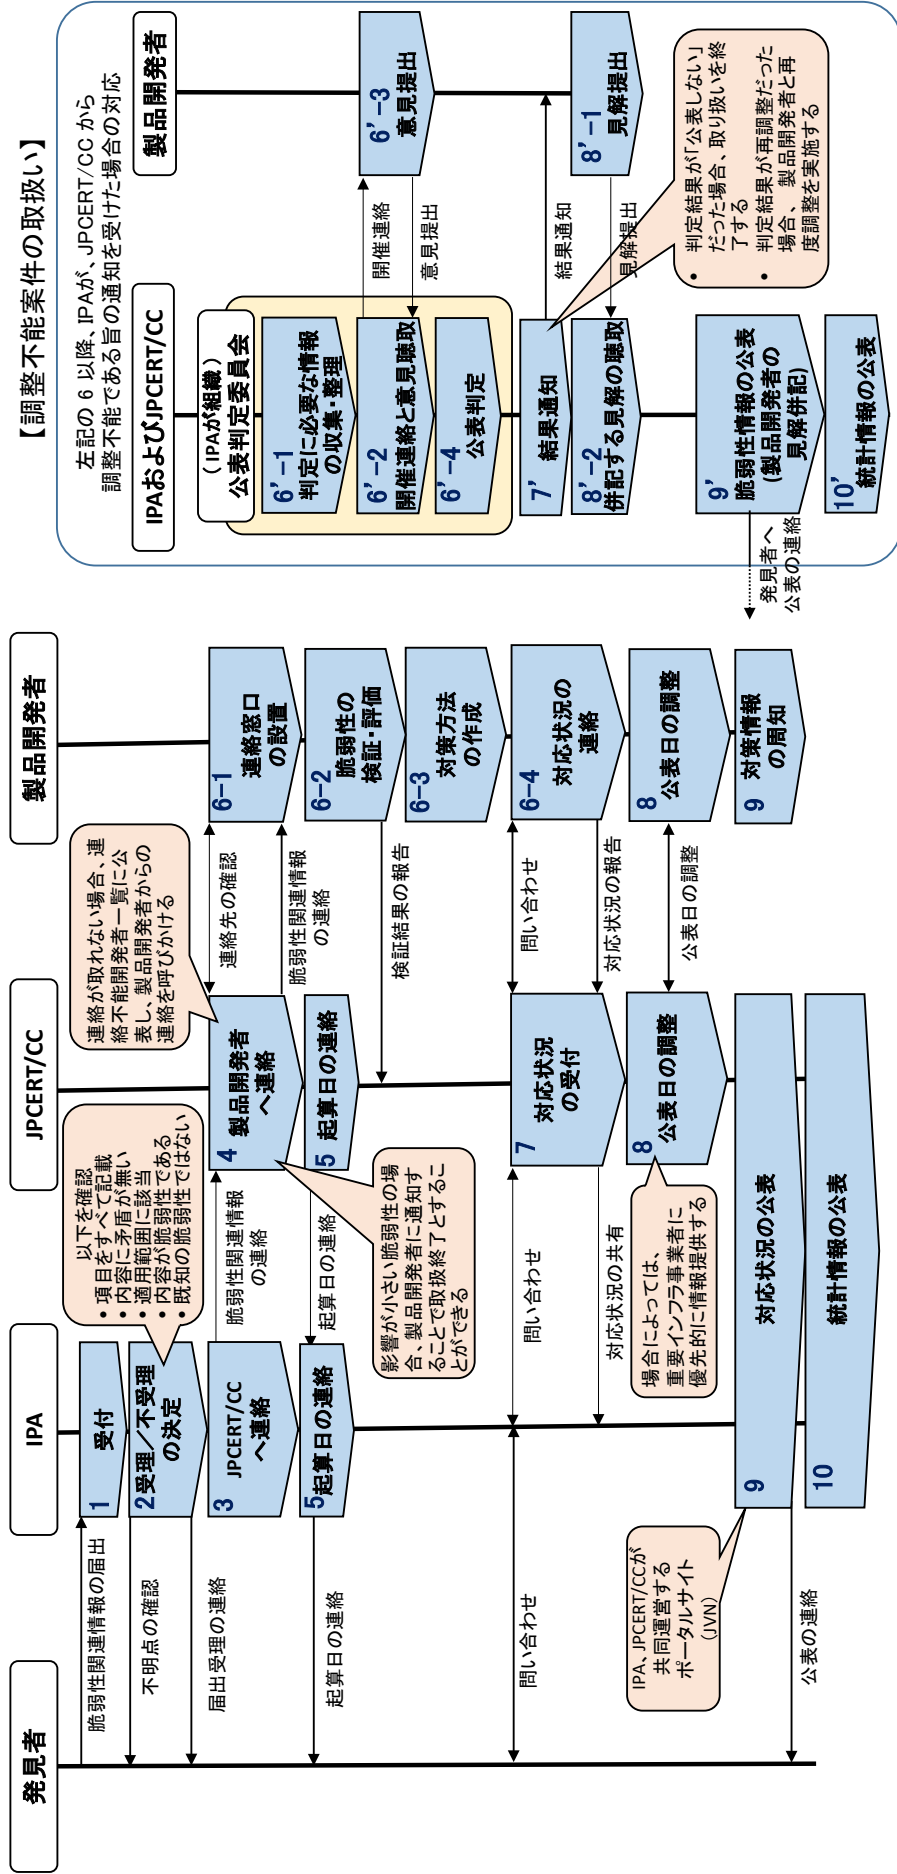 発見者
IPA
JPCERT/CC
製品開発者
脆弱性関連情報の届出
1
受付
不明点の確認
2
受理／不受理
の決定
以下を確認
• 項目をすべて記載
• 内容に矛盾が無い
適用範囲に該当
• 内容が脆弱性である
• 既知の脆弱性ではない
届出受理の連絡
3
JPCERT/CC
へ連絡
脆弱性関連情報
の連絡
4
製品開発者
へ連絡
連絡が取れない場合、連
絡不能開発者一覧に公
表し、製品開発者からの
連絡を呼びかける
連絡先の確認
脆弱性関連情報
の連絡
6−1
連絡窓口
の設置
起算日の連絡
5
起算日の連絡
起算日の連絡
5
起算日の連絡
影響が小さい脆弱性の場
合、製品開発者に通知す
ることで取扱終了とするこ
とができる
6−2
脆弱性の
検証・評価
検証結果の報告
6−3
対策方法
の作成
問い合わせ
問い合わせ
7
対応状況
の受付
問い合わせ
6−4
対応状況の
連絡
対応状況の共有
対応状況の報告
8
公表日の調整
場合によっては、
重要インフラ事業者に
優先的に情報提供する
公表日の調整
8
公表日の調整
IPA、JPCERT/CCが
共同運営する
ポータルサイト
(JVN)
9
対応状況の公表
9
対策情報
の周知
公表の連絡
10
統計情報の公表
【調整不能案件の取扱い】
左記の 6 以降、IPAが、JPCERT/CC から
調整不能である旨の通知を受けた場合の対応
IPAおよびJPCERT/CC
製品開発者
（IPAが組織）
公表判定委員会
6’−1
判定に必要な情報
の収集・整理
6’−2
開催連絡と意見聴取
開催連絡
意見提出
6’−3
意見提出
6’−4
公表判定
7’
結果通知
結果通知
8’−2
併記する見解の聴取
見解提出
8’−1
見解提出
• 判定結果が「公表しない」
だった場合、取り扱いを終
了する
• 判定結果が再調整だった
場合、製品開発者と再
度調整を実施する
9’
脆弱性情報の公表
(製品開発者の
見解併記)
発見者へ
公表の連絡
10’
統計情報の公表